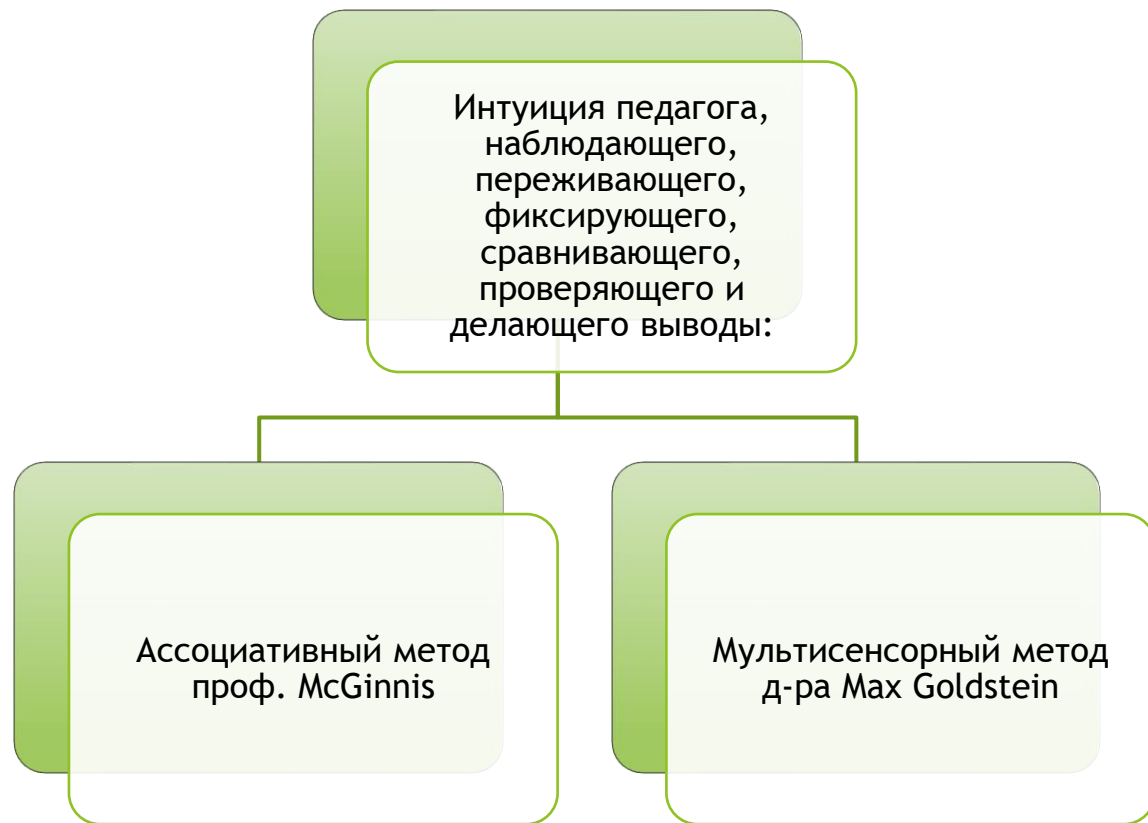 Интуиция педагога,
наблюдающего,
переживающего,
фиксирующего,
сравнивающего,
проверяющего и
делающего выводы:
Ассоциативный метод
проф. McGinnis
Мультисенсорный метод
д-ра Max Goldstein